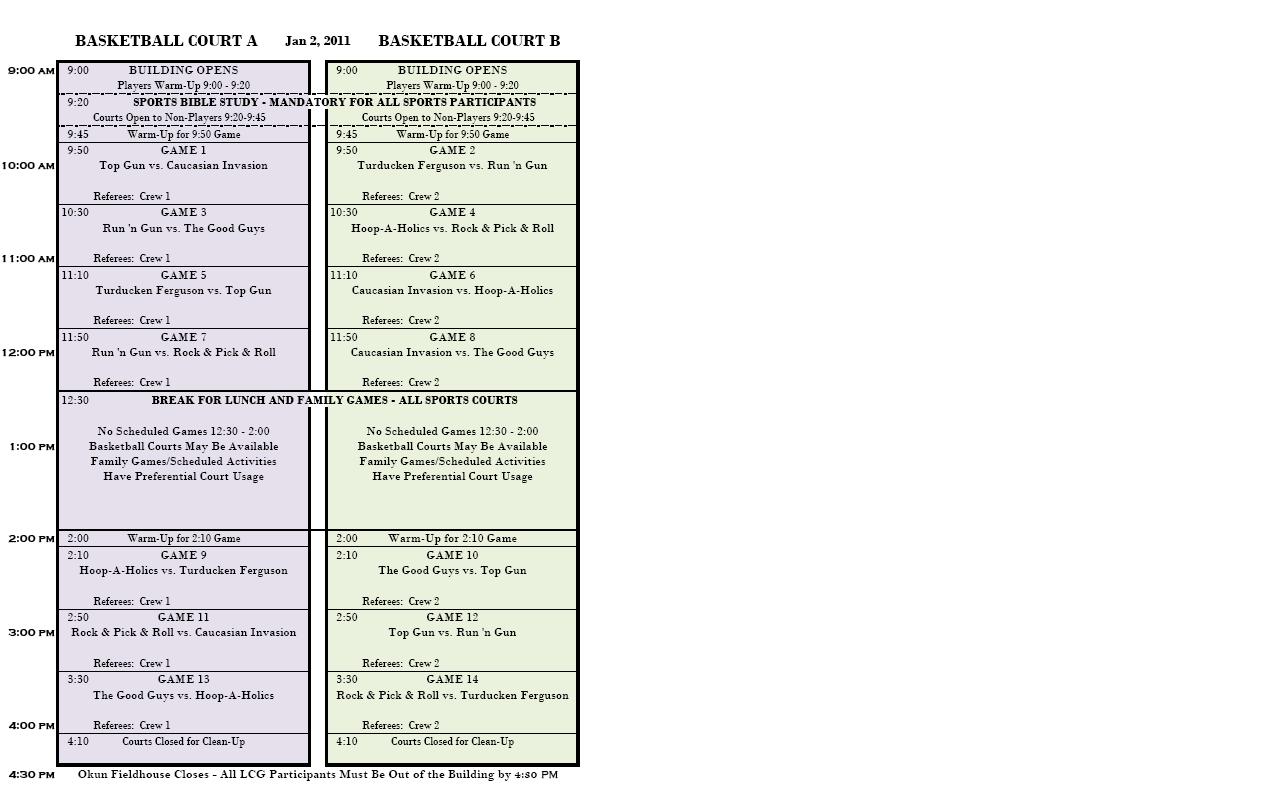 BASKETBALL COURT A Jan 2, 2011 BASKETBALL COURT B
9:00 AM 9:00 BUILDING OPENS 9:00 BUILDING OPENS
Players Warm-Up 9:00 - 9:20 Players Warm-Up 9:00 - 9:20
9:20 SPORTS BIBLE STUDY - MANDATORY FOR ALL SPORTS PARTICIPANTS
Courts Open to Non-Players 9:20-9:45 Courts Open to Non-Players 9:20-9:45
9:45 Warm-Up for 9:50 Game 9:45 Warm-Up for 9:50 Game
9:50 GAME 1 9:50 GAME 2
10:00 AM Top Gun vs. Caucasian Invasion Turducken Ferguson vs. Run 'n Gun
Referees: Crew 1 Referees: Crew 2
10:30 GAME 3 10:30 GAME 4
Run 'n Gun vs. The Good Guys Hoop-A-Holics vs. Rock & Pick & Roll
11:00 AM Referees: Crew 1 Referees: Crew 2
11:10 GAME 5 11:10 GAME 6
Turducken Ferguson vs. Top Gun Caucasian Invasion vs. Hoop-A-Holics
Referees: Crew 1 Referees: Crew 2
11:50 GAME 7 11:50 GAME 8
12:00 PM Run 'n Gun vs. Rock & Pick & Roll Caucasian Invasion vs. The Good Guys
Referees: Crew 1 Referees: Crew 2
12:30 BREAK FOR LUNCH AND FAMILY GAMES - ALL SPORTS COURTS
No Scheduled Games 12:30 - 2:00 No Scheduled Games 12:30 - 2:00
1:00 PM Basketball Courts May Be Available Basketball Courts May Be Available
Family Games/Scheduled Activities Family Games/Scheduled Activities
Have Preferential Court Usage Have Preferential Court Usage
2:00 PM 2:00 Warm-Up for 2:10 Game 2:00 Warm-Up for 2:10 Game
2:10 GAME 9 2:10 GAME 10
Hoop-A-Holics vs. Turducken Ferguson The Good Guys vs. Top Gun
Referees: Crew 1 Referees: Crew 2
2:50 GAME 11 2:50 GAME 12
3:00 PM Rock & Pick & Roll vs. Caucasian Invasion Top Gun vs. Run 'n Gun
Referees: Crew 1 Referees: Crew 2
3:30 GAME 13 3:30 GAME 14
The Good Guys vs. Hoop-A-Holics Rock & Pick & Roll vs. Turducken Ferguson
4:00 PM Referees: Crew 1 Referees: Crew 2
4:10 Courts Closed for Clean-Up 4:10 Courts Closed for Clean-Up
4:30 PM Okun Fieldhouse Closes - All LCG Participants Must Be Out of the Building by 4:30 PM